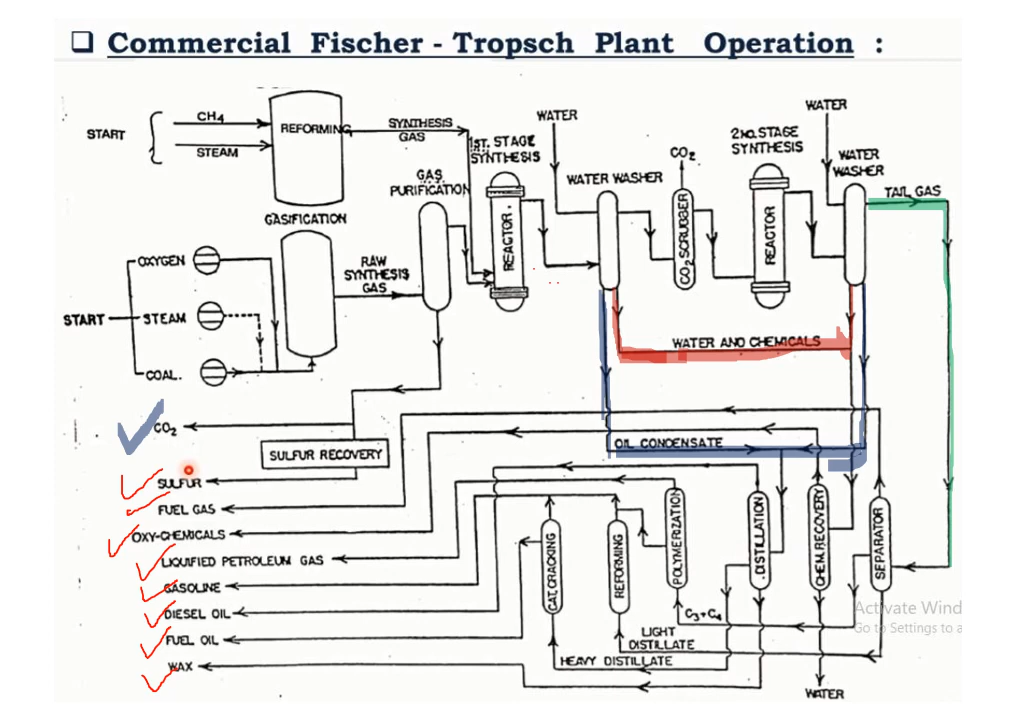 ❑ Commercial Fischer - Tropsch Plant Operation :
START
CH4
STEAM
REFORMING
SYNTHESIS
GAS
1ST. STAGE
SYNTHESIS
WATER
WATER WASHER
CO2
CO2 SCRUBBER
2ND. STAGE
SYNTHESIS
WATER
WATER
WASHER
TAIL GAS
GAS
PURIFICATION
REACTOR.
REACTOR
GASIFICATION
START
OXYGEN
STEAM
COAL.
RAW
SYNTHESIS
GAS
WATER AND CHEMICALS
OIL CONDENSATE
CO2
SULFUR RECOVERY
SULFUR
FUEL GAS
OXY-CHEMICALS
LIQUIFIED PETROLEUM GAS
GASOLINE
DIESEL OIL
FUEL OIL
WAX
CAT. CRACKING
REFORMING
POLYMERIZATION
DISTILLATION
CHEM. RECOVERY
SEPARATOR
C3+C4
LIGHT
DISTILLATE
HEAVY DISTILLATE
WATER
Activate Wind
Go to Settings to a